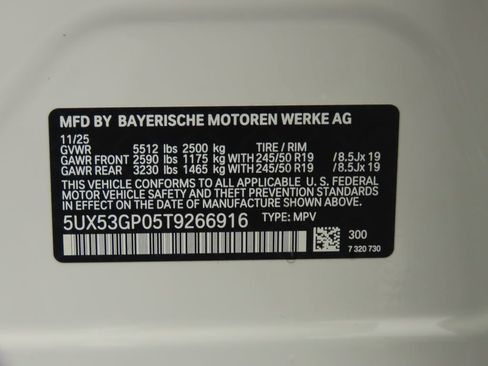 MFD BY BAYERISCHE MOTOREN WERKE AG
11/25
GVWR 5512 lbs 2500 kg TIRE / RIM
GAWR FRONT 2590 lbs 1175 kg WITH 245/50 R19 / 8.5Jx 19
GAWR REAR 3230 lbs 1465 kg WITH 245/50 R19 / 8.5Jx 19
THIS VEHICLE CONFORMS TO ALL APPLICABLE U.S. FEDERAL
MOTOR VEHICLE SAFETY AND THEFT PREVENTION STANDARDS
IN EFFECT ON THE DATE OF MANUFACTURE SHOWN ABOVE.
5UX53GP05T9266916 TYPE: MPV
300
7 320 730